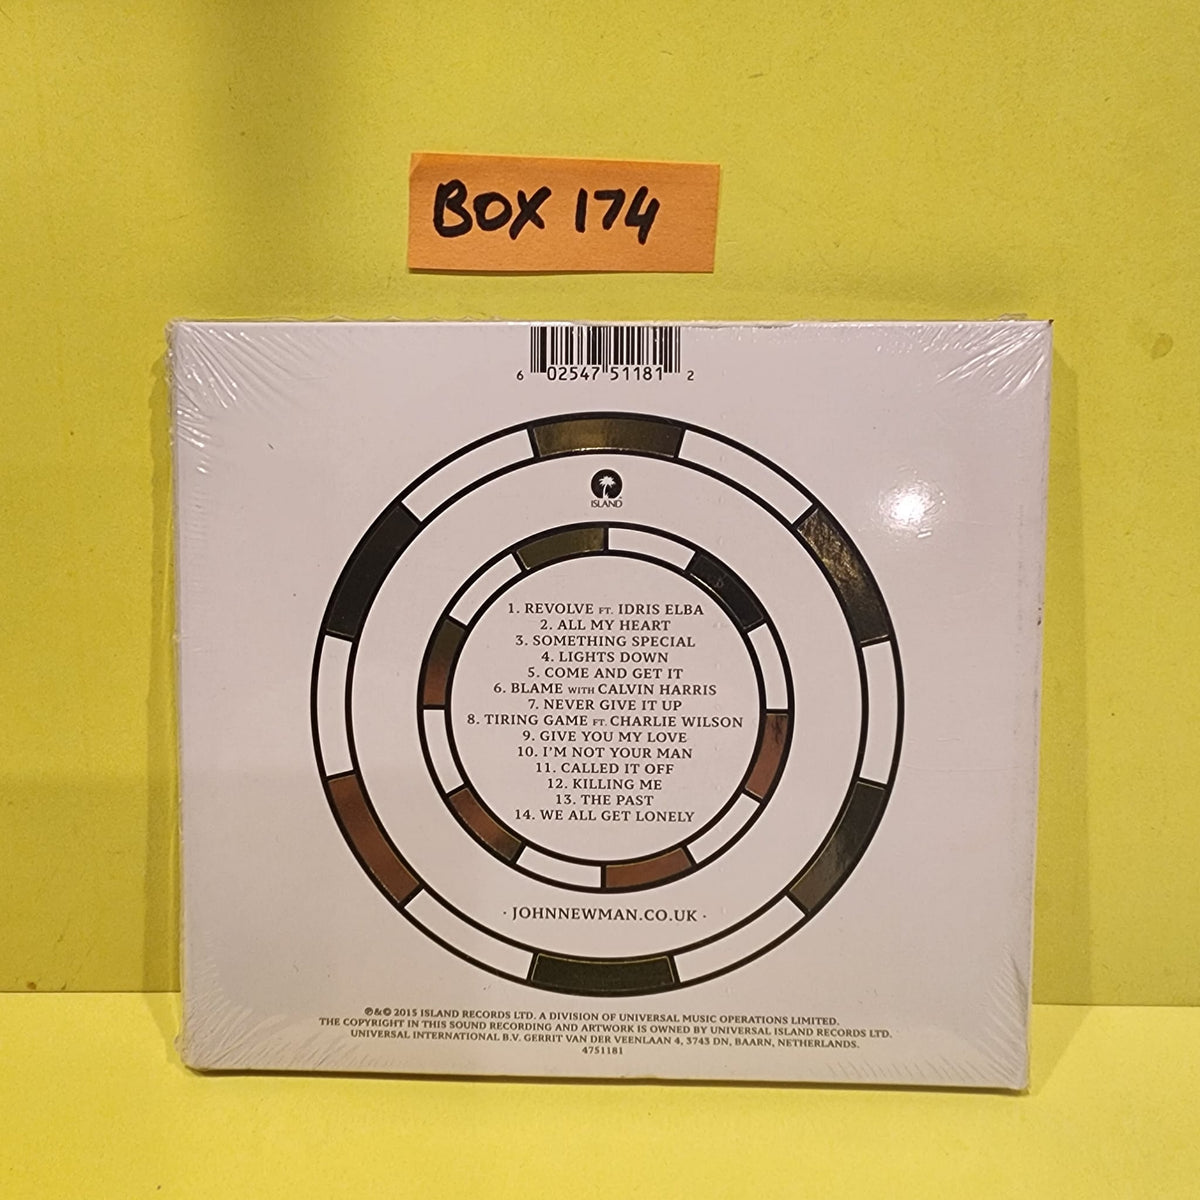 BOX 174
6 02547 51181 2
ISLAND
1. REVOLVE FT. IDRIS ELBA
2. ALL MY HEART
3. SOMETHING SPECIAL
4. LIGHTS DOWN
5. COME AND GET IT
6. BLAME WITH CALVIN HARRIS
7. NEVER GIVE IT UP
8. TIRING GAME FT. CHARLIE WILSON
9. GIVE YOU MY LOVE
10. I'M NOT YOUR MAN
11. CALLED IT OFF
12. KILLING ME
13. THE PAST
14. WE ALL GET LONELY
· JOHNNEWMAN.CO.UK ·
℗&© 2015 ISLAND RECORDS LTD. A DIVISION OF UNIVERSAL MUSIC OPERATIONS LIMITED.
THE COPYRIGHT IN THIS SOUND RECORDING AND ARTWORK IS OWNED BY UNIVERSAL ISLAND RECORDS LTD.
UNIVERSAL INTERNATIONAL B.V. GERRIT VAN DER VEENLAAN 4, 3743 DN, BAARN, NETHERLANDS.
4751181